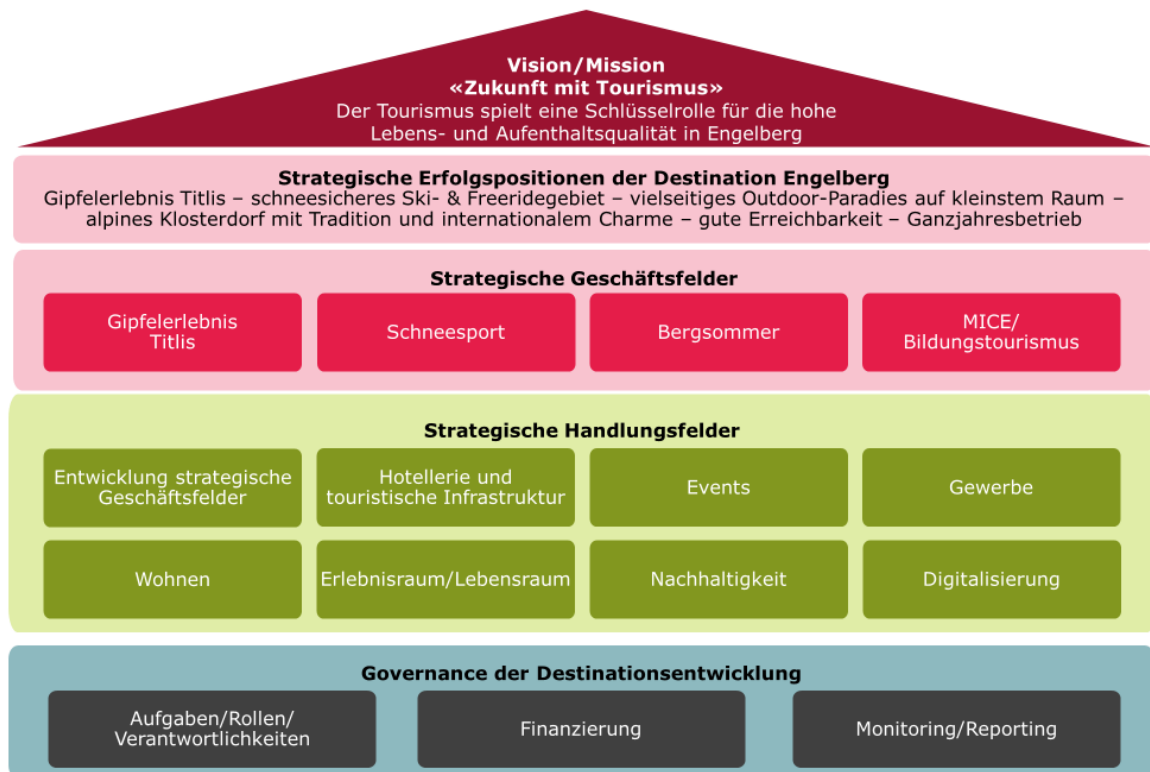 Vision/Mission
«Zukunft mit Tourismus»
Der Tourismus spielt eine Schlüsselrolle für die hohe
Lebens- und Aufenthaltsqualität in Engelberg
Strategische Erfolgspositionen der Destination Engelberg
Gipfelerlebnis Titlis – schneesicheres Ski- & Freeridegebiet – vielseitiges Outdoor-Paradies auf kleinstem Raum –
alpines Klosterdorf mit Tradition und internationalem Charme – gute Erreichbarkeit – Ganzjahresbetrieb
Strategische Geschäftsfelder
Gipfelerlebnis
Titlis
Schneesport
Bergsommer
MICE/
Bildungstourismus
Strategische Handlungsfelder
Entwicklung strategische
Geschäftsfelder
Hotellerie und
touristische Infrastruktur
Events
Gewerbe
Wohnen
Erlebnisraum/Lebensraum
Nachhaltigkeit
Digitalisierung
Governance der Destinationsentwicklung
Aufgaben/Rollen/
Verantwortlichkeiten
Finanzierung
Monitoring/Reporting